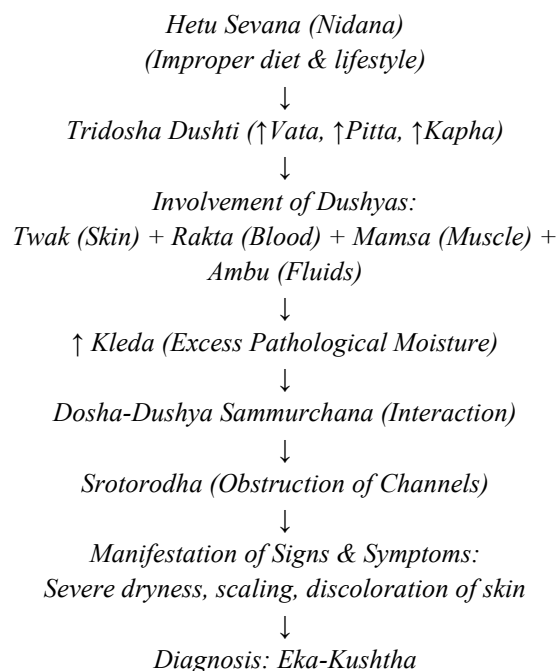 Hetu Sevana (Nidana)
(Improper diet & lifestyle)
↓
Tridosha Dushti (↑Vata, ↑Pitta, ↑Kapha)
↓
Involvement of Dushyas:
Twak (Skin) + Rakta (Blood) + Mamsa (Muscle) +
Ambu (Fluids)
↓
↑ Kleda (Excess Pathological Moisture)
↓
Dosha-Dushya Sammurchana (Interaction)
↓
Srotorodha (Obstruction of Channels)
↓
Manifestation of Signs & Symptoms:
Severe dryness, scaling, discoloration of skin
↓
Diagnosis: Eka-Kushtha